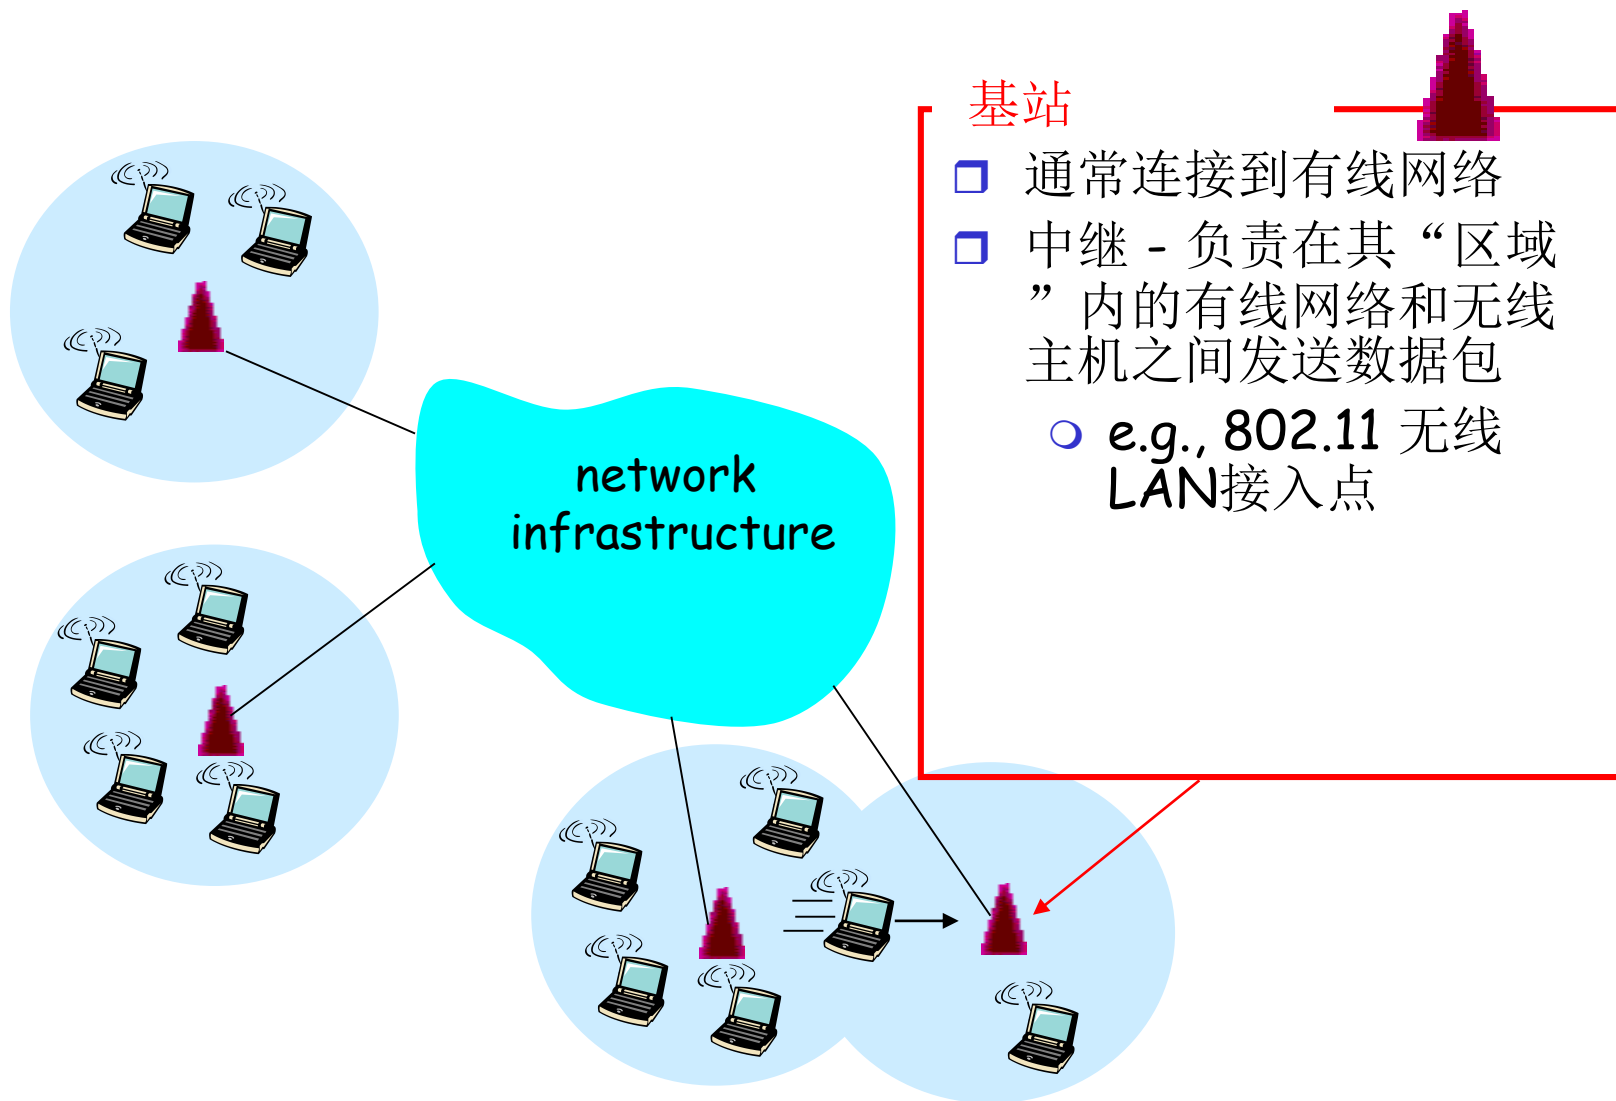 基站
通常连接到有线网络
中继 - 负责在其“区域
”内的有线网络和无线
主机之间发送数据包
e.g., 802.11 无线
LAN接入点
network
infrastructure